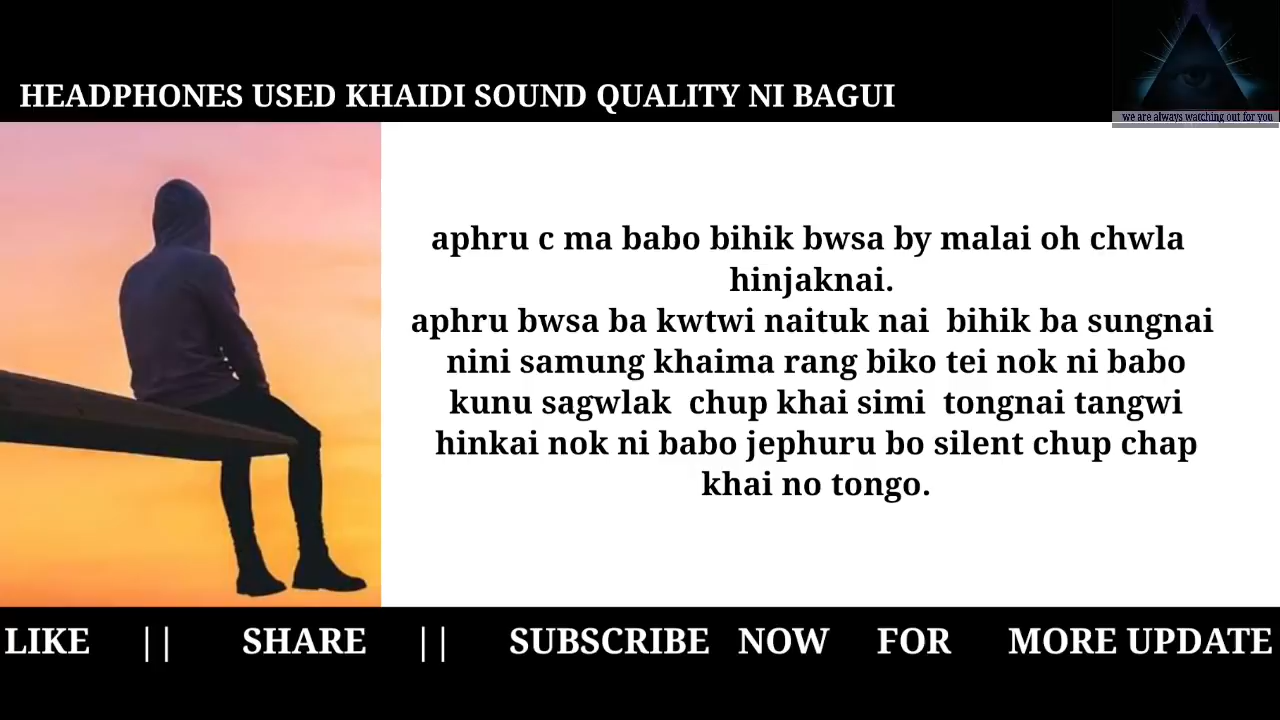 we are always watching out for you
HEADPHONES USED KHAIDI SOUND QUALITY NI BAGUI
aphru c ma babo bihik bwsa by malai oh chwla
hinjaknai.
aphru bwsa ba kwtwi naituk nai bihik ba sungnai
nini samung khaima rang biko tei nok ni babo
kunu sagwlak chup khai simi tongnai tangwi
hinkai nok ni babo jephuru bo silent chup chap
khai no tongo.
LIKE || SHARE || SUBSCRIBE NOW FOR MORE UPDATE